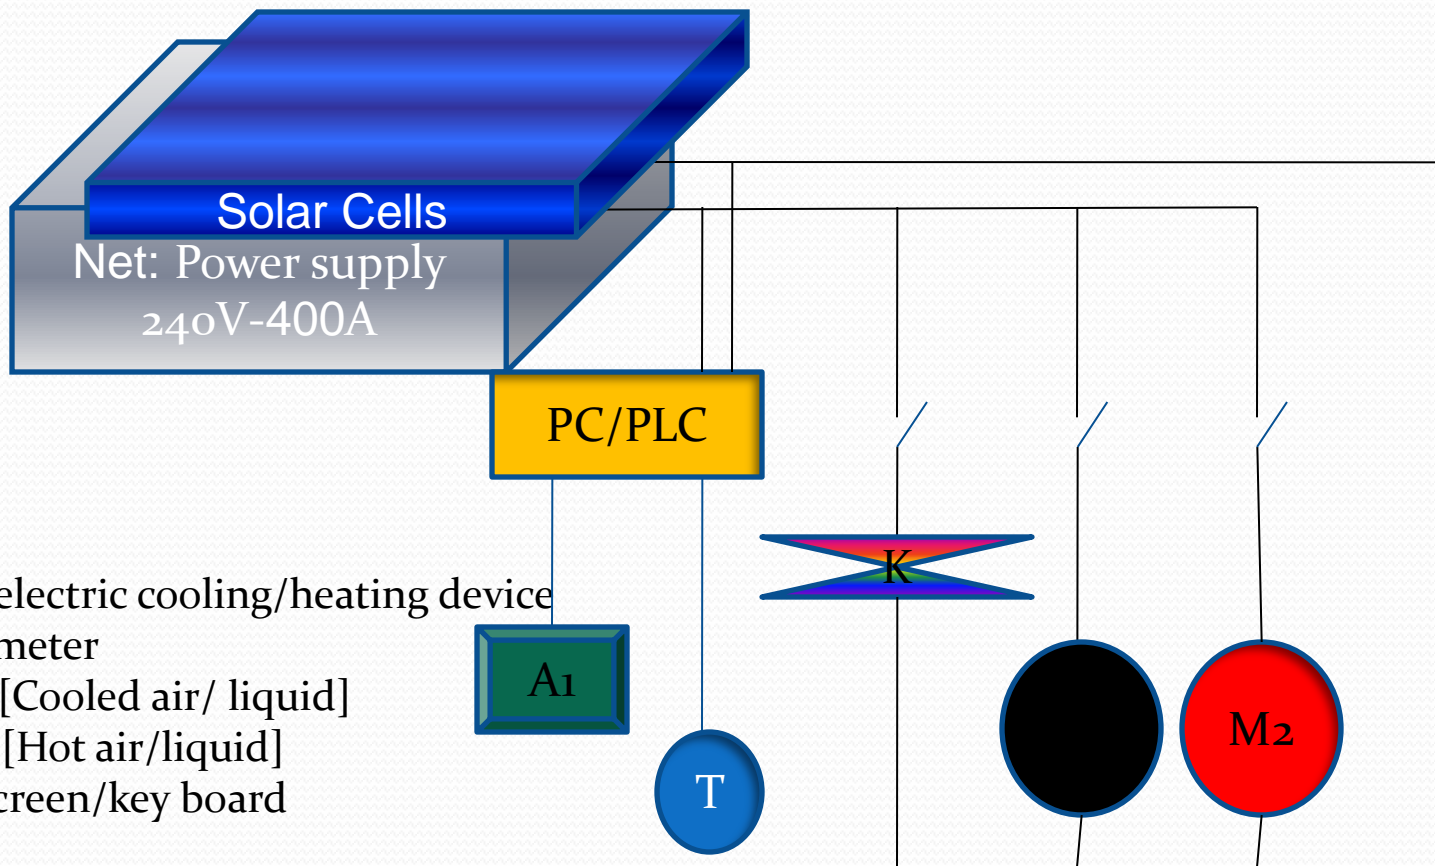 Solar Cells
Net: Power supply
240V-400A
PC/PLC
K
electric cooling/heating device
meter
[Cooled air/ liquid]
[Hot air/liquid]
creen/key board
A1
M2
T